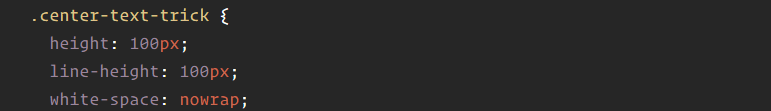 .center-text-trick {
  height: 100px;
  line-height: 100px;
  white-space: nowrap;